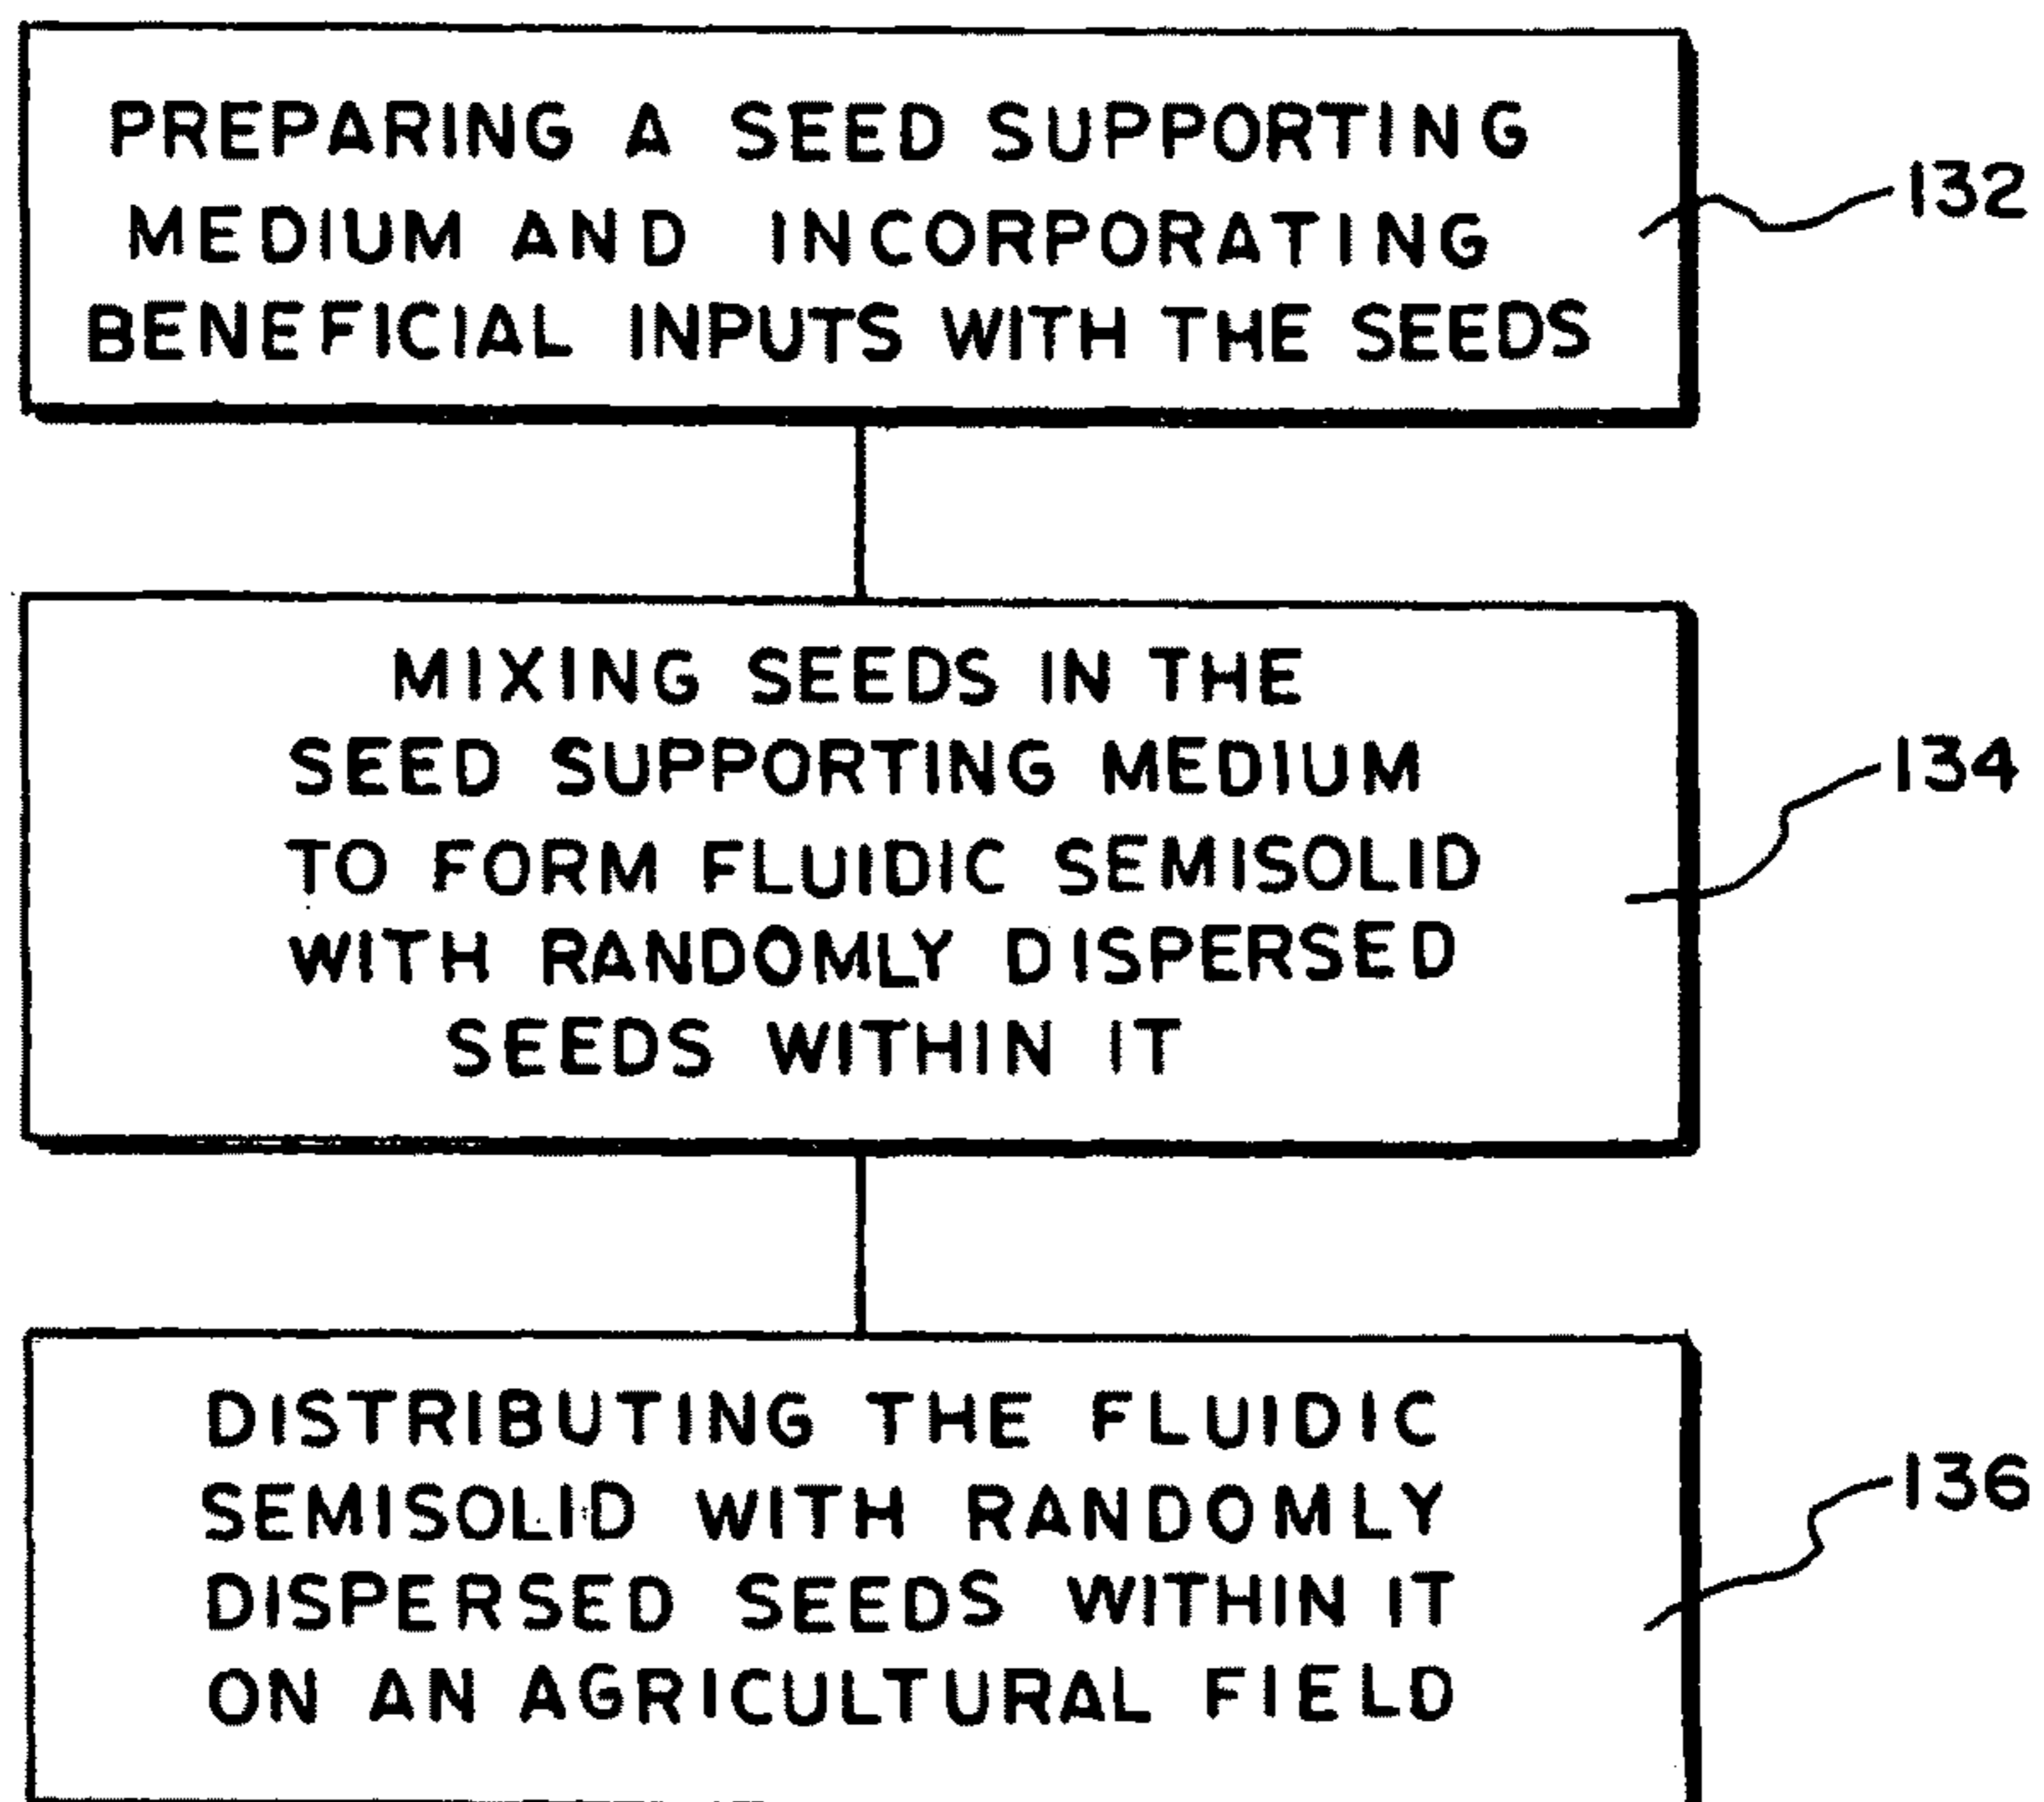 PREPARING A SEED SUPPORTING
MEDIUM AND INCORPORATING
BENEFICIAL INPUTS WITH THE SEEDS
132
MIXING SEEDS IN THE
SEED SUPPORTING MEDIUM
TO FORM FLUIDIC SEMISOLID
WITH RANDOMLY DISPERSED
SEEDS WITHIN IT
134
DISTRIBUTING THE FLUIDIC
SEMISOLID WITH RANDOMLY
DISPERSED SEEDS WITHIN IT
ON AN AGRICULTURAL FIELD
136